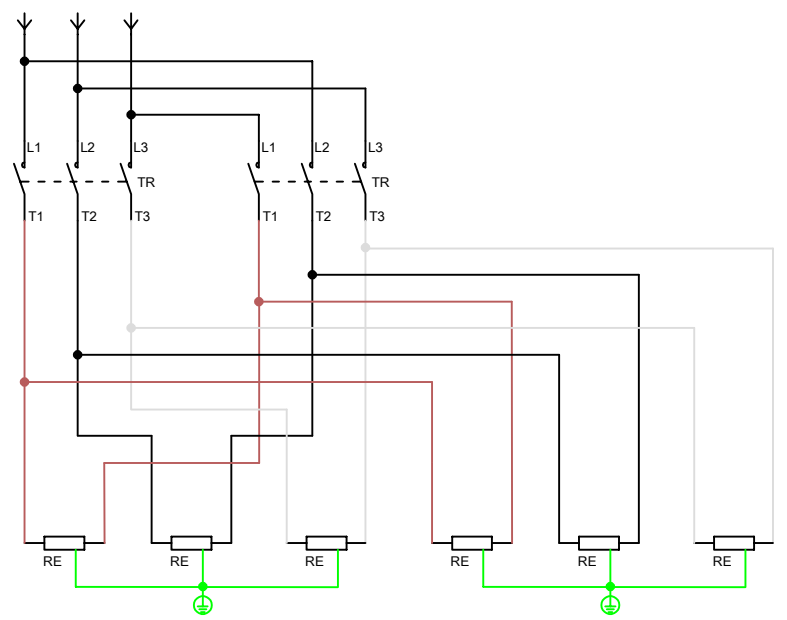 L1 L2 L3 L1 L2 L3
TR TR
T1 T2 T3 T1 T2 T3
RE RE RE RE RE RE